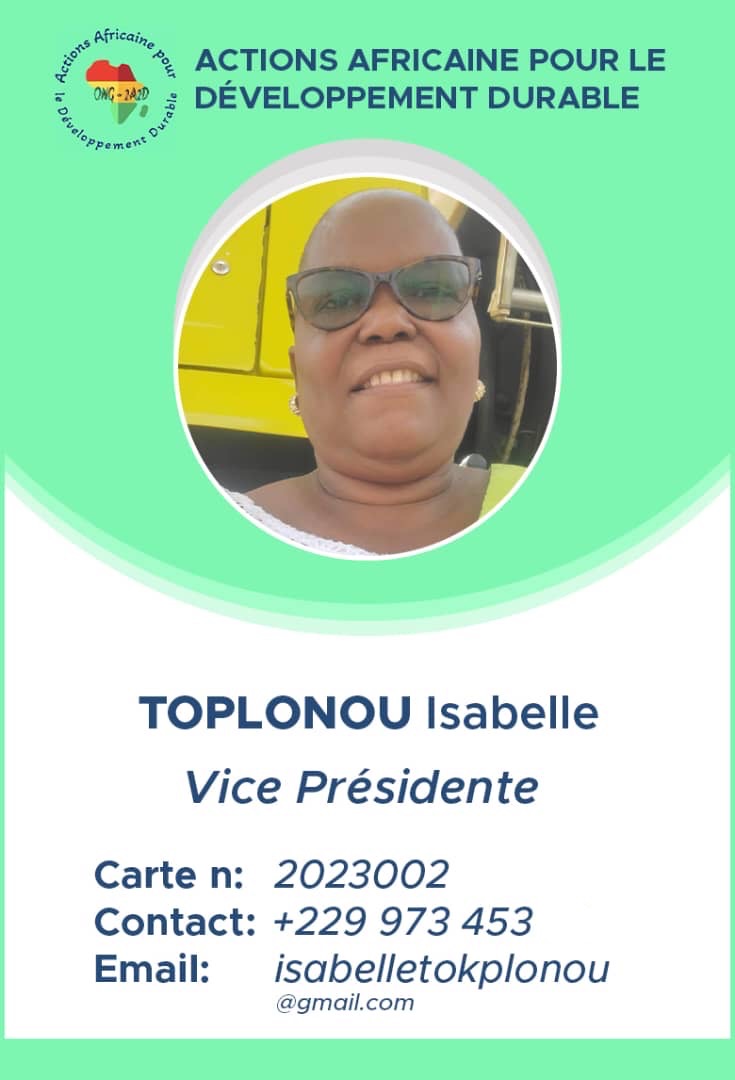 Actions Africaine pour
le Développement Durable
ONG - 2A2D
ACTIONS AFRICAINE POUR LE
DÉVELOPPEMENT DURABLE
TOPLONOU Isabelle
Vice Présidente
Carte n: 2023002
Contact: +229 973 453
Email: isabelletokplonou
@gmail.com